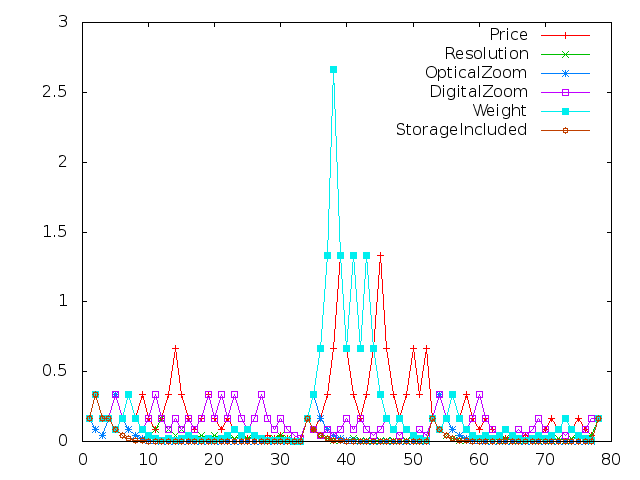 3
2.5
2
1.5
1
0.5
0
0 10 20 30 40 50 60 70 80
Price
Resolution
OpticalZoom
DigitalZoom
Weight
StorageIncluded